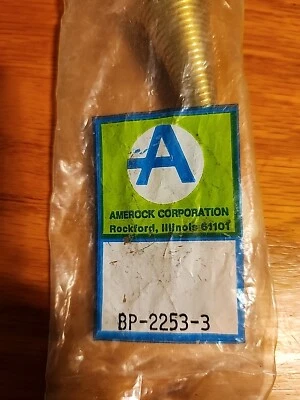 A
AMEROCK CORPORATION
Rockford, Illinois 61101
BP-2253-3